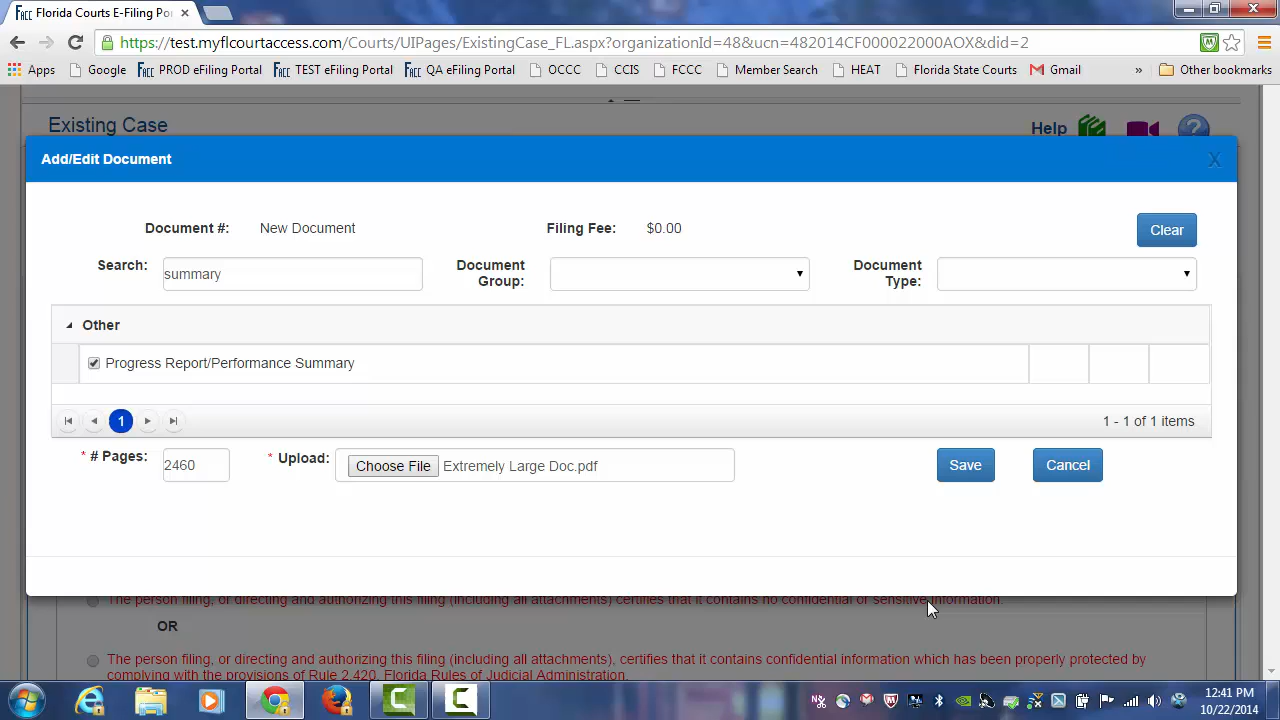 FACC Florida Courts E-Filing Po ×
https://test.myflcourtaccess.com/Courts/UIPages/ExistingCase_F.aspx?organizationId=48&ucn=482014CF000022000AOX&did=2
Apps Google FACC PROD eFiling Portal FACC TEST eFiling Portal FACC QA eFiling Portal OCCC CCIS FCCC Member Search HEAT Florida State Courts Gmail » Other bookmarks
Existing Case Help ?
Add/Edit Document X
Document #: New Document Filing Fee: $0.00 Clear
Search: summary Document Group: Document Type:
Other
Progress Report/Performance Summary
1 1 - 1 of 1 items
* # Pages: 2460 * Upload: Choose File Extremely Large Doc.pdf Save Cancel
The person filing, or directing and authorizing this filing (including all attachments) certifies that it contains no confidential or sensitive information.
OR
The person filing, or directing and authorizing this filing (including all attachments), certifies that it contains confidential information which has been properly protected by
complying with the provisions of Rule 2.420, Florida Rules of Judicial Administration.
12:41 PM
10/22/2014